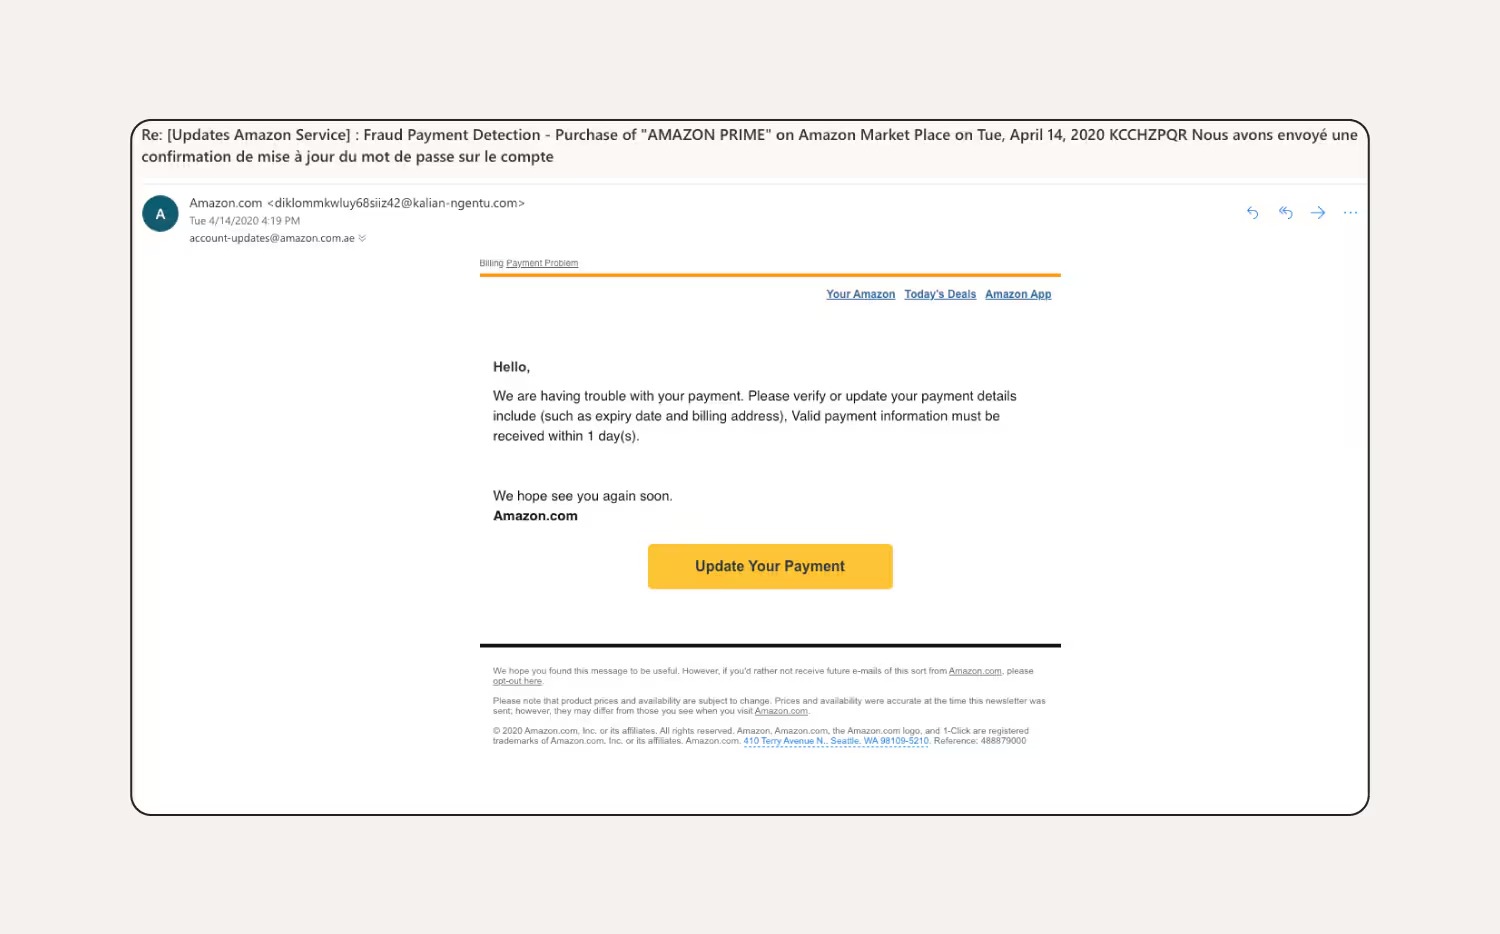 Re: [Updates Amazon Service] : Fraud Payment Detection - Purchase of "AMAZON PRIME" on Amazon Market Place on Tue, April 14, 2020 KCCHZPQR Nous avons envoyé une
confirmation de mise à jour du mot de passe sur le compte
A
Amazon.com <diklommkwluy68siiz42@kalian-ngentu.com>
Tue 4/14/2020 4:19 PM
account-updates@amazon.com.ae
Billing Payment Problem
Your Amazon Today's Deals Amazon App
Hello,
We are having trouble with your payment. Please verify or update your payment details
include (such as expiry date and billing address), Valid payment information must be
received within 1 day(s).
We hope see you again soon.
Amazon.com
Update Your Payment
We hope you found this message to be useful. However, if you'd rather not receive future e-mails of this sort from Amazon.com, please
opt-out here.
Please note that product prices and availability are subject to change. Prices and availability were accurate at the time this newsletter was
sent; however, they may differ from those you see when you visit Amazon.com.
© 2020 Amazon.com, Inc. or its affiliates. All rights reserved. Amazon, Amazon.com, the Amazon.com logo, and 1-Click are registered
trademarks of Amazon.com, Inc. or its affiliates. Amazon.com, 410 Terry Avenue N., Seattle, WA 98109-5210. Reference: 488879000